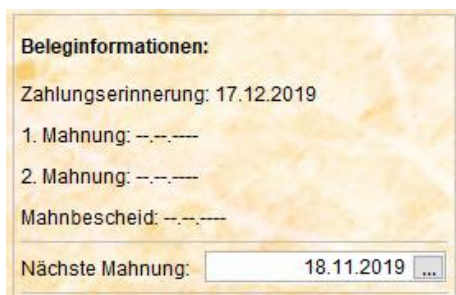 Beleginformationen:
Zahlungserinnerung: 17.12.2019
1. Mahnung: --.--.----
2. Mahnung: --.--.----
Mahnbescheid: --.--.----
Nächste Mahnung: 18.11.2019 ...